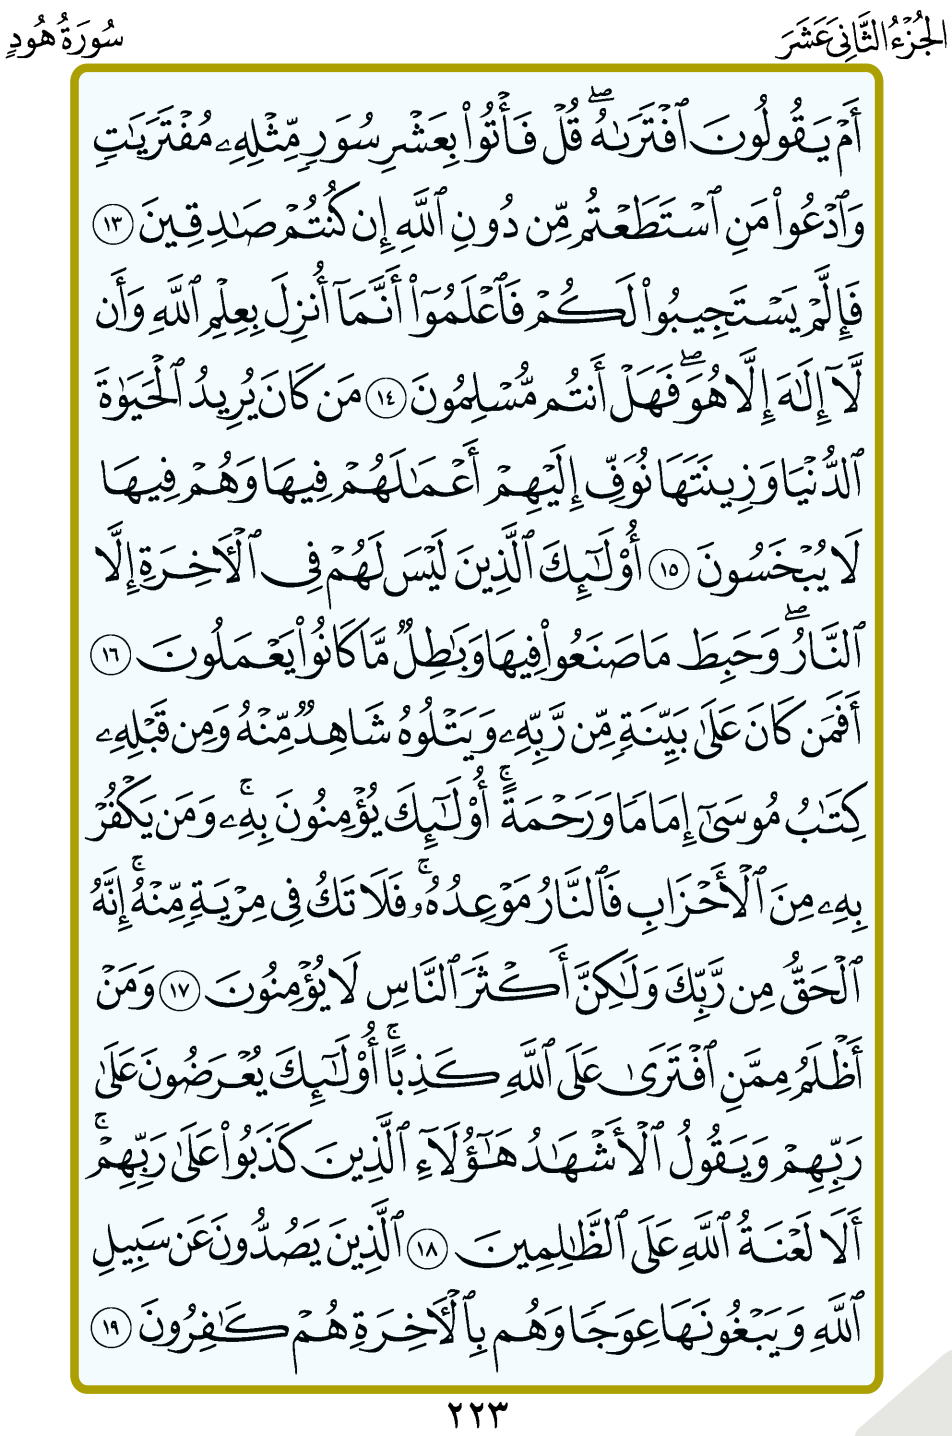 الجُزْءُ الثَّانِيَ عَشَرَ
سُورَةُ هُودٍ
أَمْ يَقُولُونَ ٱفْتَرَىٰهُۖ قُلْ فَأْتُوا۟ بِعَشْرِ سُوَرٍ مِّثْلِهِۦ مُفْتَرَيَٰتٍ
وَٱدْعُوا۟ مَنِ ٱسْتَطَعْتُم مِّن دُونِ ٱللَّهِ إِن كُنتُمْ صَٰدِقِينَ ١٣
فَإِلَّمْ يَسْتَجِيبُوا۟ لَكُمْ فَٱعْلَمُوٓا۟ أَنَّمَآ أُنزِلَ بِعِلْمِ ٱللَّهِ وَأَن
لَّآ إِلَٰهَ إِلَّا هُوَۖ فَهَلْ أَنتُم مُّسْلِمُونَ ١٤ مَن كَانَ يُرِيدُ ٱلْحَيَوٰةَ
ٱلدُّنْيَا وَزِينَتَهَا نُوَفِّ إِلَيْهِمْ أَعْمَٰلَهُمْ فِيهَا وَهُمْ فِيهَا
لَا يُبْخَسُونَ ١٥ أُو۟لَٰٓئِكَ ٱلَّذِينَ لَيْسَ لَهُمْ فِى ٱلْءَاخِرَةِ إِلَّا
ٱلنَّارُۖ وَحَبِطَ مَا صَنَعُوا۟ فِيهَا وَبَٰطِلٌ مَّا كَانُوا۟ يَعْمَلُونَ ١٦
أَفَمَن كَانَ عَلَىٰ بَيِّنَةٍ مِّن رَّبِّهِۦ وَيَتْلُوهُ شَاهِدٌ مِّنْهُ وَمِن قَبْلِهِۦ
كِتَٰبُ مُوسَىٰٓ إِمَامًا وَرَحْمَةًۚ أُو۟لَٰٓئِكَ يُؤْمِنُونَ بِهِۦۚ وَمَن يَكْفُرْ
بِهِۦ مِنَ ٱلْأَحْزَابِ فَٱلنَّارُ مَوْعِدُهُۥۚ فَلَا تَكُ فِى مِرْيَةٍ مِّنْهُۚ إِنَّهُ
ٱلْحَقُّ مِن رَّبِّكَ وَلَٰكِنَّ أَكْثَرَ ٱلنَّاسِ لَا يُؤْمِنُونَ ١٧ وَمَنْ
أَظْلَمُ مِمَّنِ ٱفْتَرَىٰ عَلَى ٱللَّهِ كَذِبًاۚ أُو۟لَٰٓئِكَ يُعْرَضُونَ عَلَىٰ
رَبِّهِمْ وَيَقُولُ ٱلْأَشْهَٰدُ هَٰٓؤُلَآءِ ٱلَّذِينَ كَذَبُوا۟ عَلَىٰ رَبِّهِمْۚ
أَلَا لَعْنَةُ ٱللَّهِ عَلَى ٱلظَّٰلِمِينَ ١٨ ٱلَّذِينَ يَصُدُّونَ عَن سَبِيلِ
ٱللَّهِ وَيَبْغُونَهَا عِوَجًا وَهُم بِٱلْءَاخِرَةِ هُمْ كَٰفِرُونَ ١٩
٢٢٣